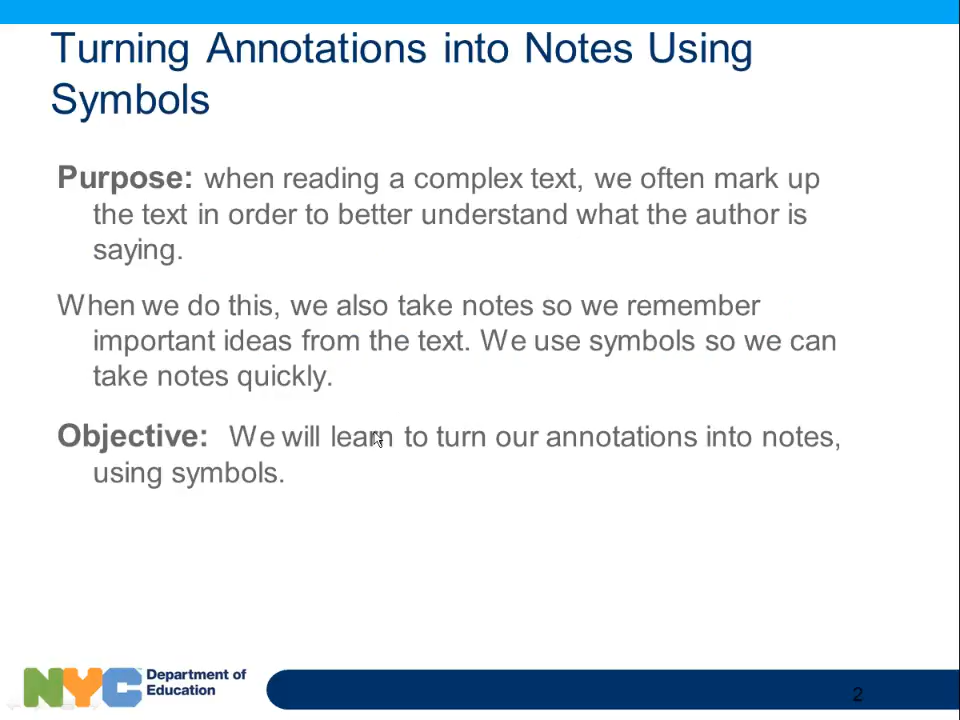 Turning Annotations into Notes Using
Symbols
Purpose: when reading a complex text, we often mark up
the text in order to better understand what the author is
saying.
When we do this, we also take notes so we remember
important ideas from the text. We use symbols so we can
take notes quickly.
Objective: We will learn to turn our annotations into notes,
using symbols.
NYC Department of
Education
2